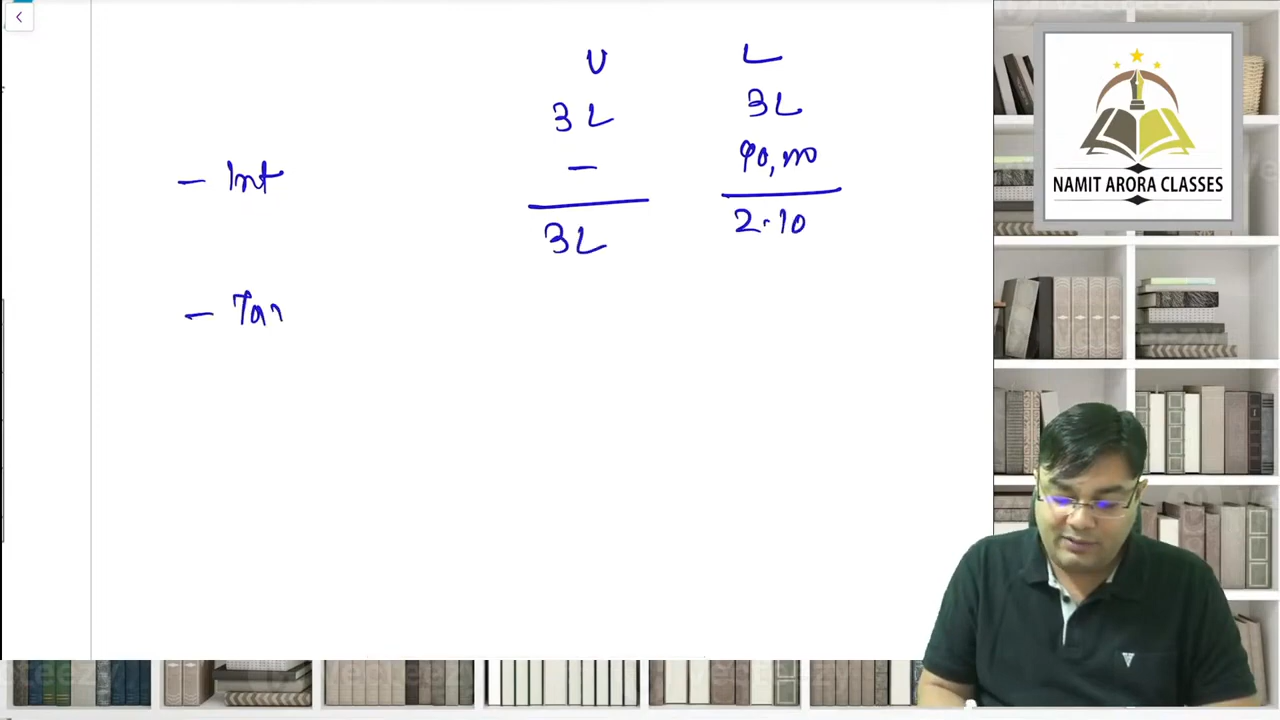 U L
3L 3L
- Int - 90,000
3L 2.10
- Tax
NAMIT ARORA CLASSES